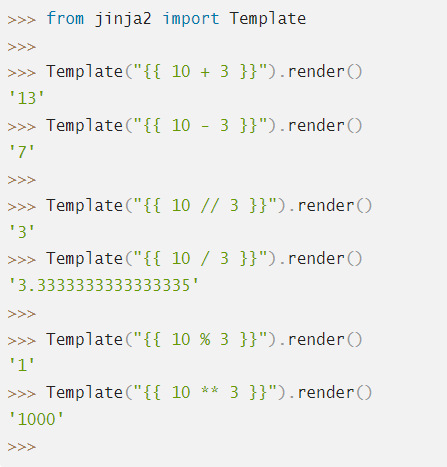 >>> from jinja2 import Template
>>>
>>> Template("{{ 10 + 3 }}").render()
'13'
>>> Template("{{ 10 - 3 }}").render()
'7'
>>>
>>> Template("{{ 10 // 3 }}").render()
'3'
>>> Template("{{ 10 / 3 }}").render()
'3.3333333333333335'
>>>
>>> Template("{{ 10 % 3 }}").render()
'1'
>>> Template("{{ 10 ** 3 }}").render()
'1000'
>>>